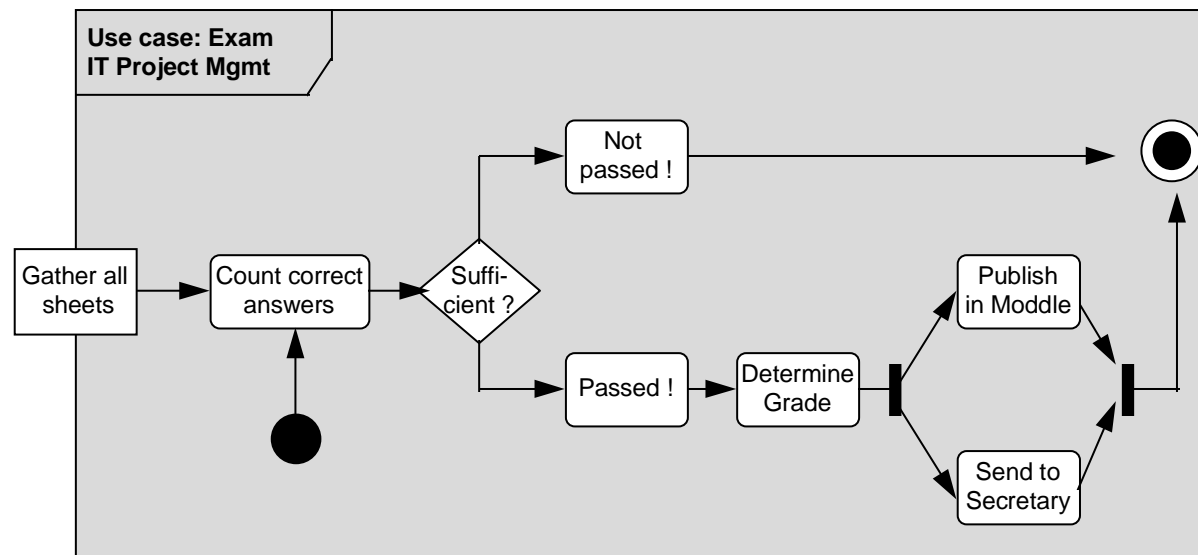 Use case: Exam
IT Project Mgmt
Not
passed !
Gather all
sheets
Count correct
answers
Suffi-
cient ?
Publish
in Moddle
Passed !
Determine
Grade
Send to
Secretary